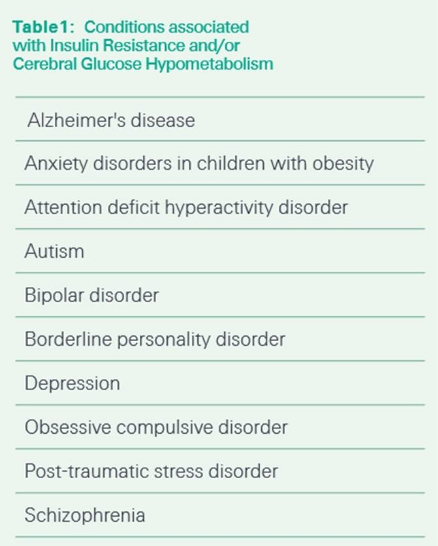 Table1: Conditions associated
with Insulin Resistance and/or
Cerebral Glucose Hypometabolism
Alzheimer's disease
Anxiety disorders in children with obesity
Attention deficit hyperactivity disorder
Autism
Bipolar disorder
Borderline personality disorder
Depression
Obsessive compulsive disorder
Post-traumatic stress disorder
Schizophrenia